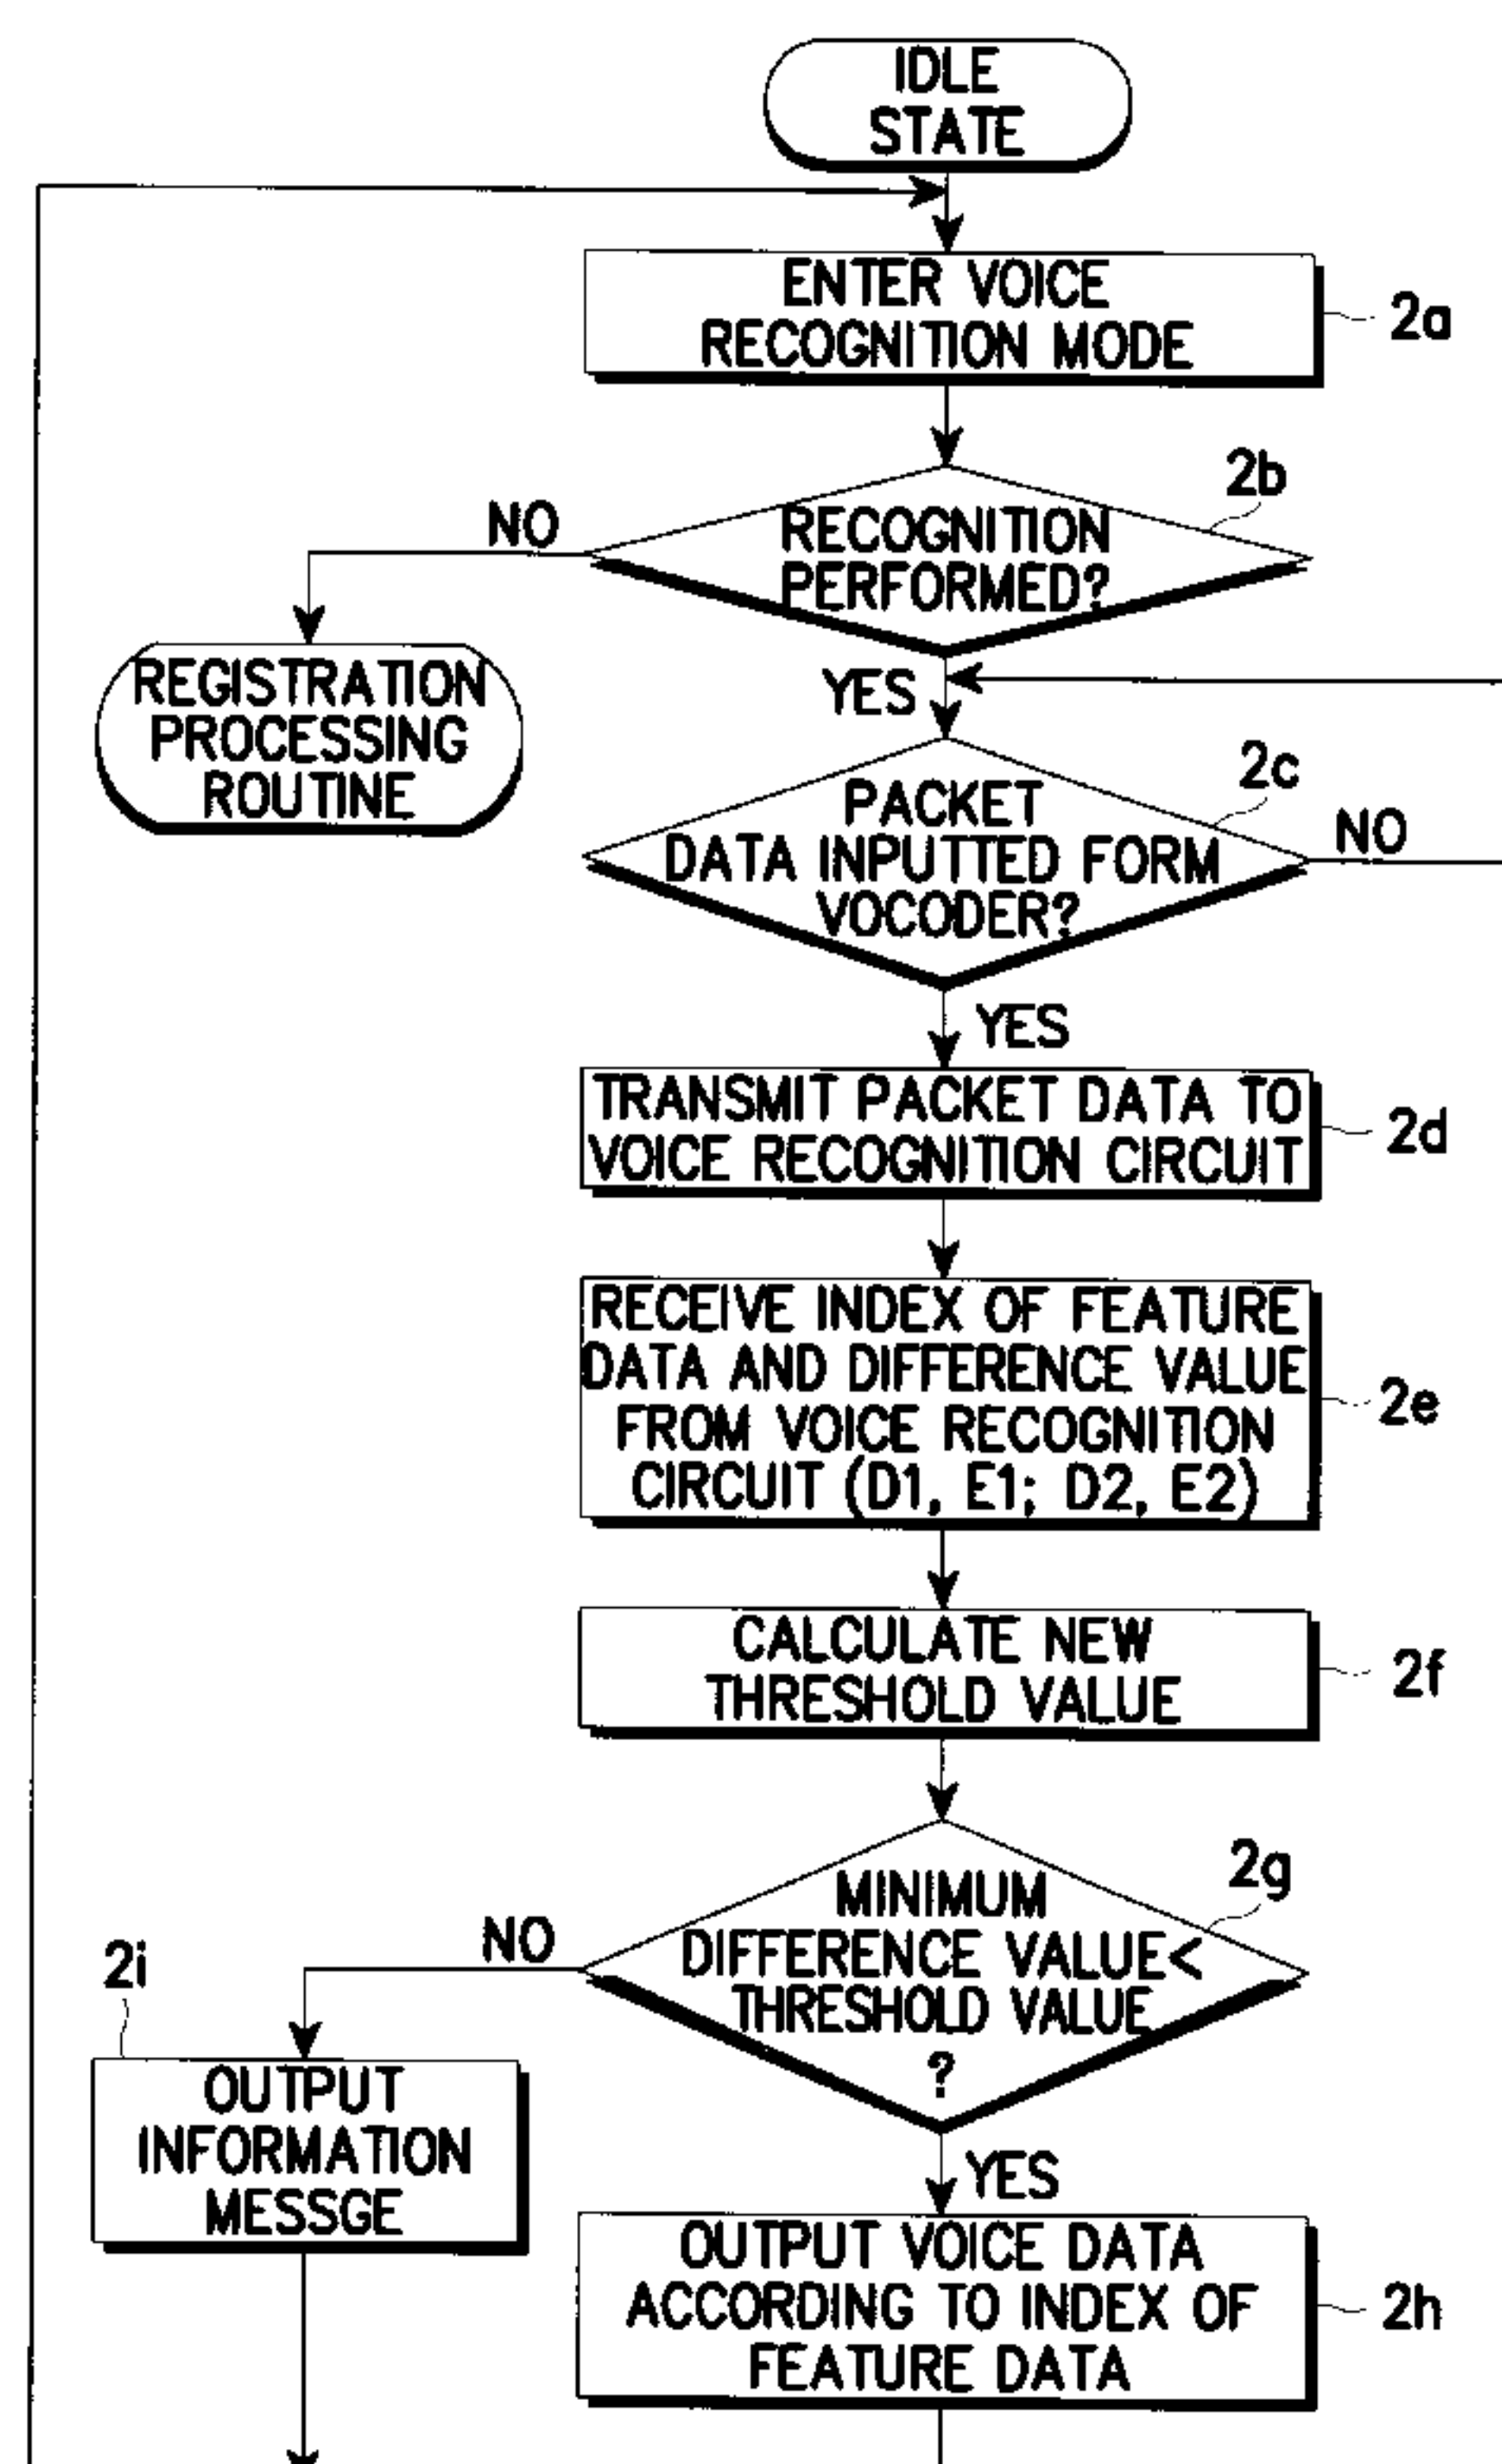 IDLE
STATE
ENTER VOICE
RECOGNITION MODE
2a
2b
NO
RECOGNITION
PERFORMED?
YES
REGISTRATION
PROCESSING
ROUTINE
2c
PACKET
DATA INPUTTED FORM
VOCODER?
NO
YES
TRANSMIT PACKET DATA TO
VOICE RECOGNITION CIRCUIT
2d
RECEIVE INDEX OF FEATURE
DATA AND DIFFERENCE VALUE
FROM VOICE RECOGNITION
CIRCUIT (D1, E1; D2, E2)
2e
CALCULATE NEW
THRESHOLD VALUE
2f
2g
MINIMUM
DIFFERENCE VALUE<
THRESHOLD VALUE
?
NO
2i
OUTPUT
INFORMATION
MESSGE
YES
OUTPUT VOICE DATA
ACCORDING TO INDEX OF
FEATURE DATA
2h